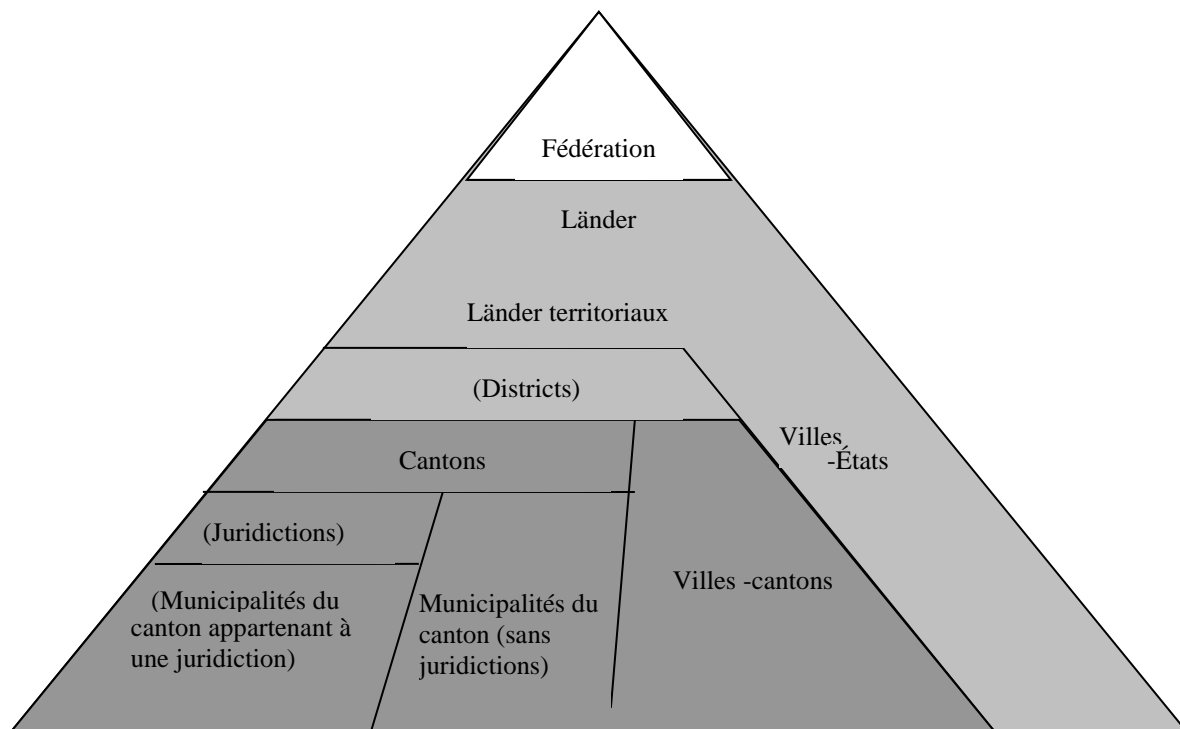 Fédération
Länder
Länder territoriaux
(Districts)
Villes
-États
Cantons
(Juridictions)
Villes -cantons
(Municipalités du
canton appartenant à
une juridiction)
Municipalités du
canton (sans
juridictions)